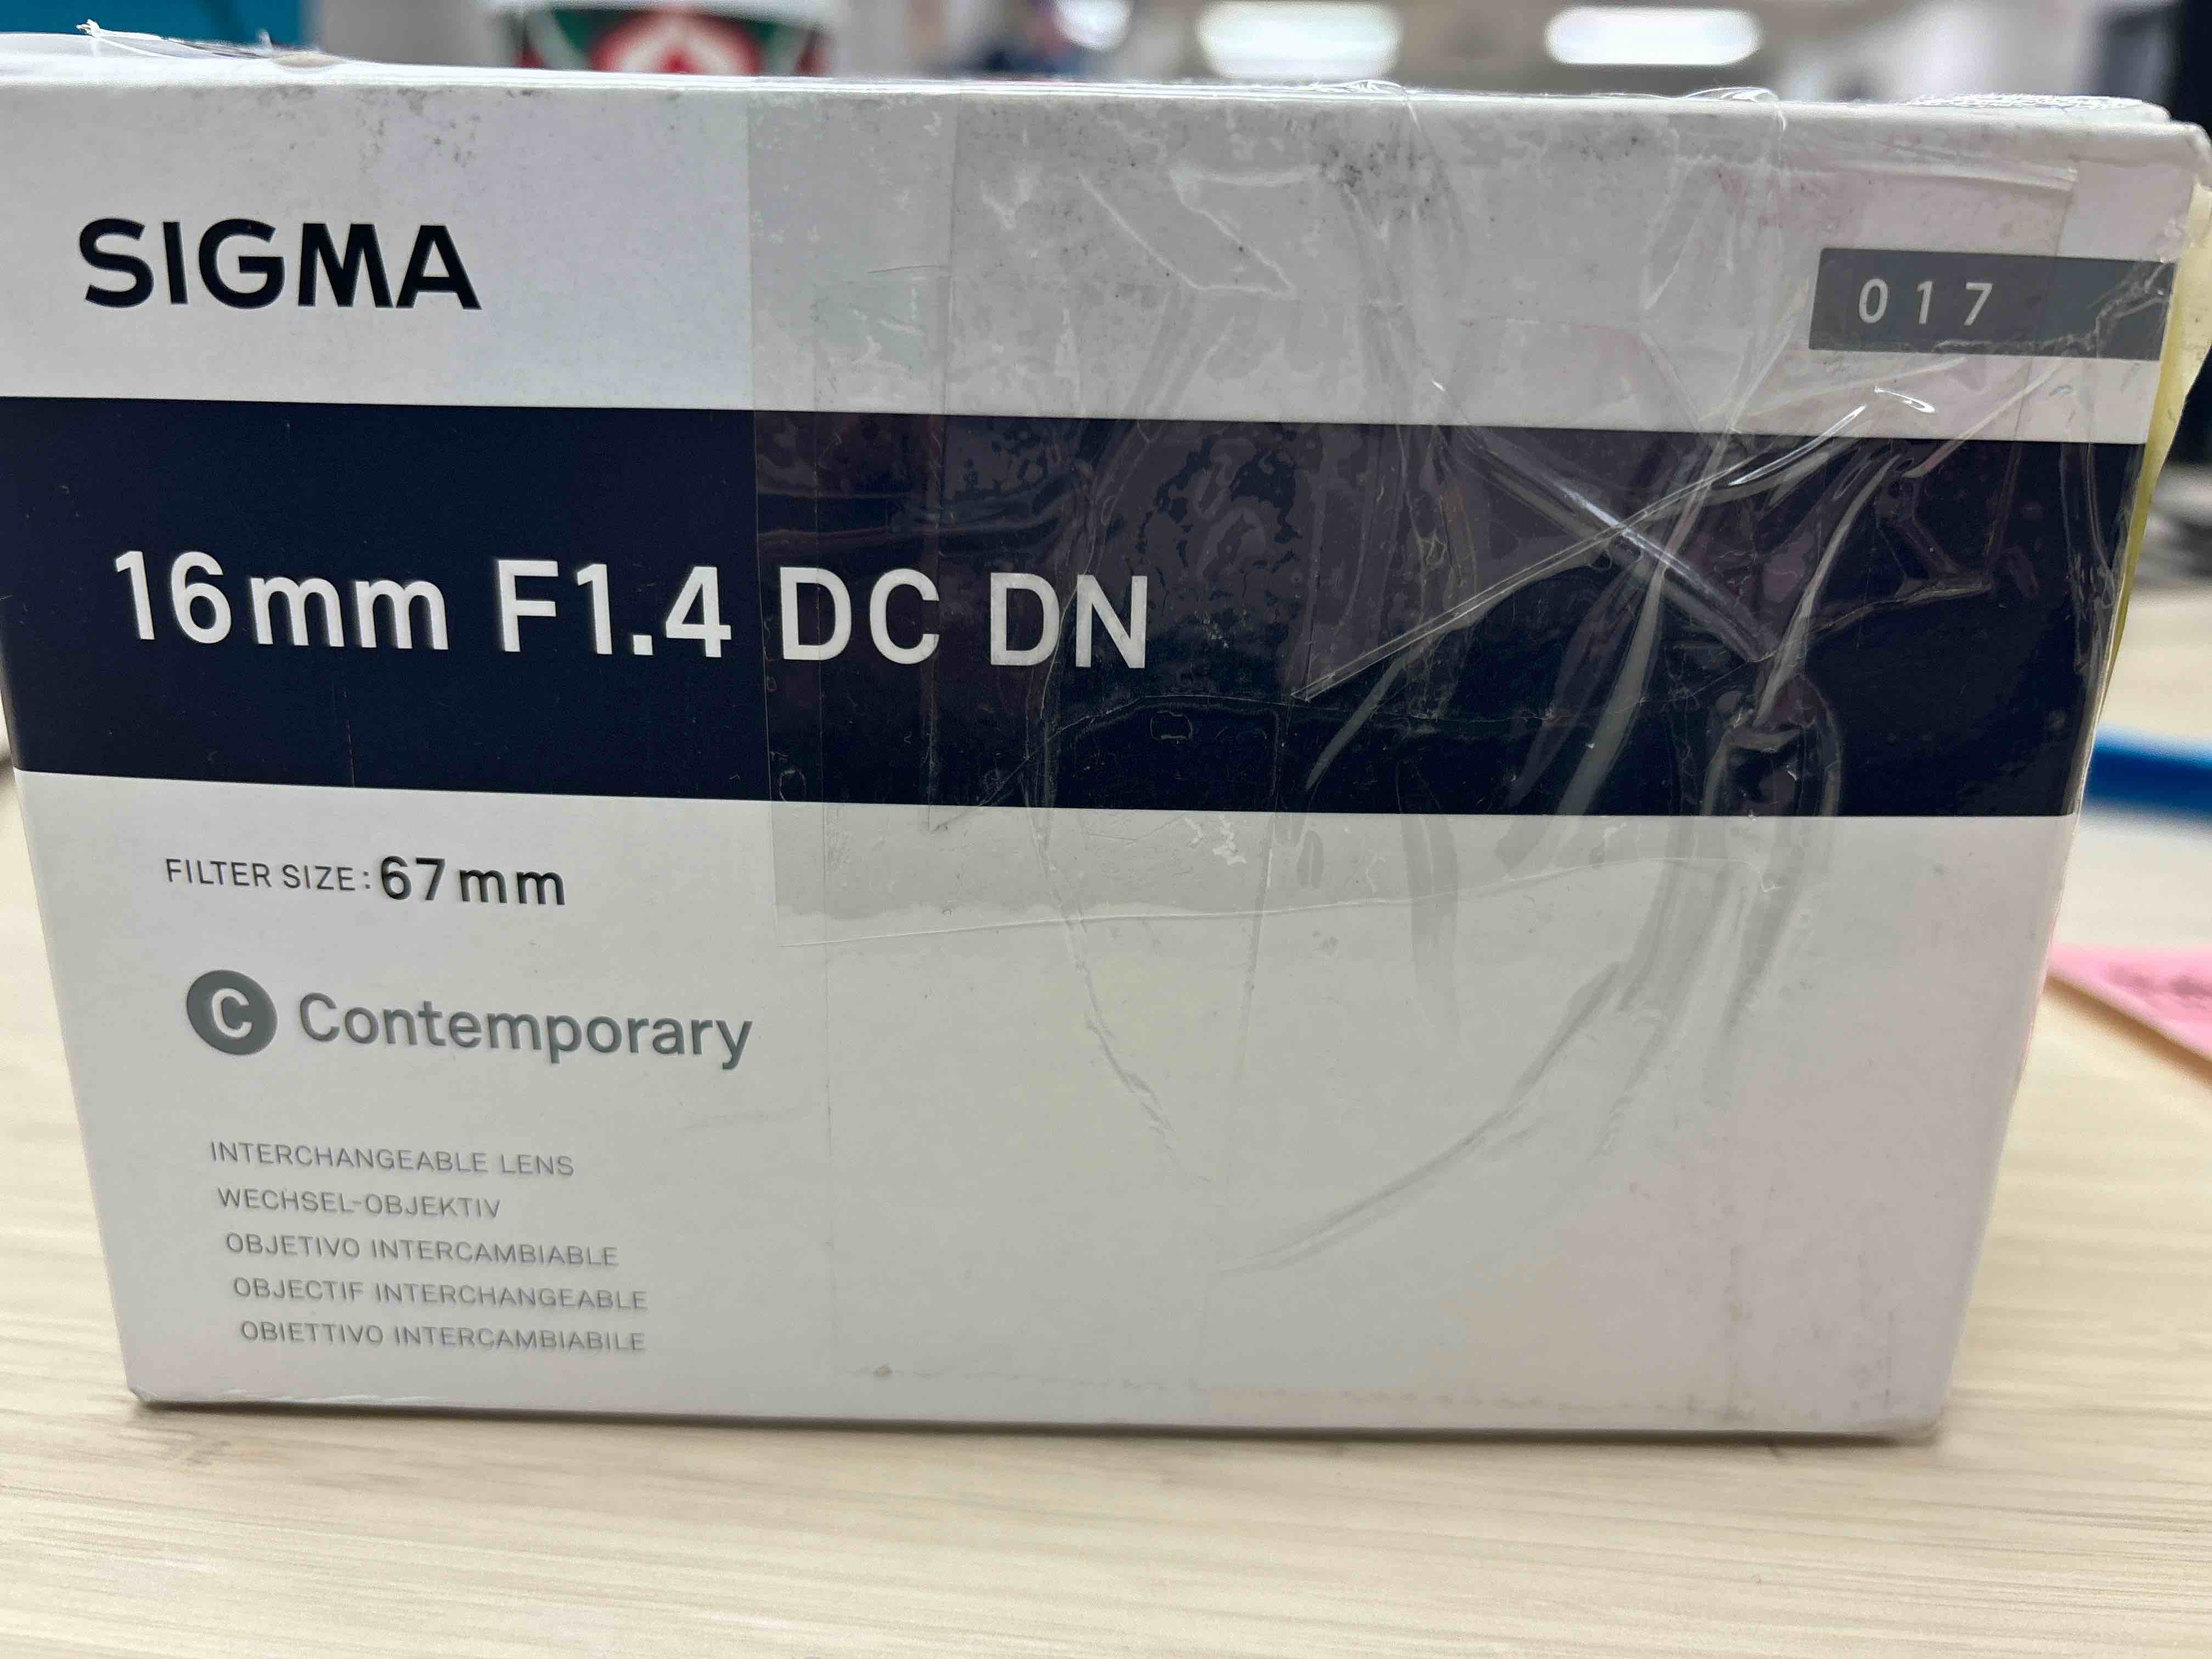 SIGMA
017
16mm F1.4 DC DN
FILTER SIZE: 67mm
C Contemporary
INTERCHANGEABLE LENS
WECHSEL-OBJEKTIV
OBJETIVO INTERCAMBIABLE
OBJECTIF INTERCHANGEABLE
OBIETTIVO INTERCAMBIABILE